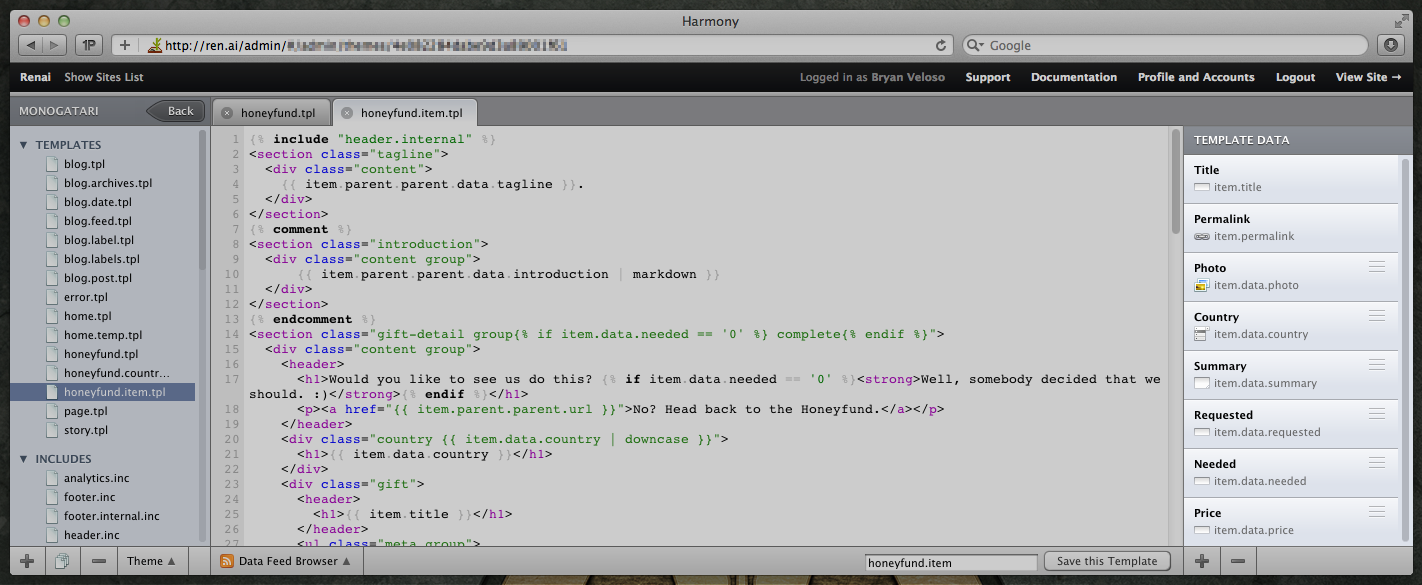 Harmony
1P
http://ren.ai/admin/
Google
Renai
Show Sites List
Logged in as Bryan Veloso
Support
Documentation
Profile and Accounts
Logout
View Site →
MONOGATARI
Back
TEMPLATES
blog.tpl
blog.archives.tpl
blog.date.tpl
blog.feed.tpl
blog.label.tpl
blog.labels.tpl
blog.post.tpl
error.tpl
home.tpl
home.temp.tpl
honeyfund.tpl
honeyfund.countr...
honeyfund.item.tpl
page.tpl
story.tpl
INCLUDES
analytics.inc
footer.inc
footer.internal.inc
header.inc
Theme ▲
honeyfund.tpl
honeyfund.item.tpl
1 {% include "header.internal" %}
2 <section class="tagline">
3 <div class="content">
4 {{ item.parent.parent.data.tagline }}.
5 </div>
6 </section>
7 {% comment %}
8 <section class="introduction">
9 <div class="content group">
10 {{ item.parent.parent.data.introduction | markdown }}
11 </div>
12 </section>
13 {% endcomment %}
14 <section class="gift-detail group{% if item.data.needed == '0' %} complete{% endif %}">
15 <div class="content group">
16 <header>
17 <h1>Would you like to see us do this? {% if item.data.needed == '0' %}<strong>Well, somebody decided that we
should. :)</strong>{% endif %}</h1>
18 <p><a href="{{ item.parent.parent.url }}">No? Head back to the Honeyfund.</a></p>
19 </header>
20 <div class="country {{ item.data.country | downcase }}">
21 <h1>{{ item.data.country }}</h1>
22 </div>
23 <div class="gift">
24 <header>
25 <h1>{{ item.title }}</h1>
26 </header>
27 <ul class="meta group">
Data Feed Browser ▲
honeyfund.item
Save this Template
TEMPLATE DATA
Title
item.title
Permalink
item.permalink
Photo
item.data.photo
Country
item.data.country
Summary
item.data.summary
Requested
item.data.requested
Needed
item.data.needed
Price
item.data.price